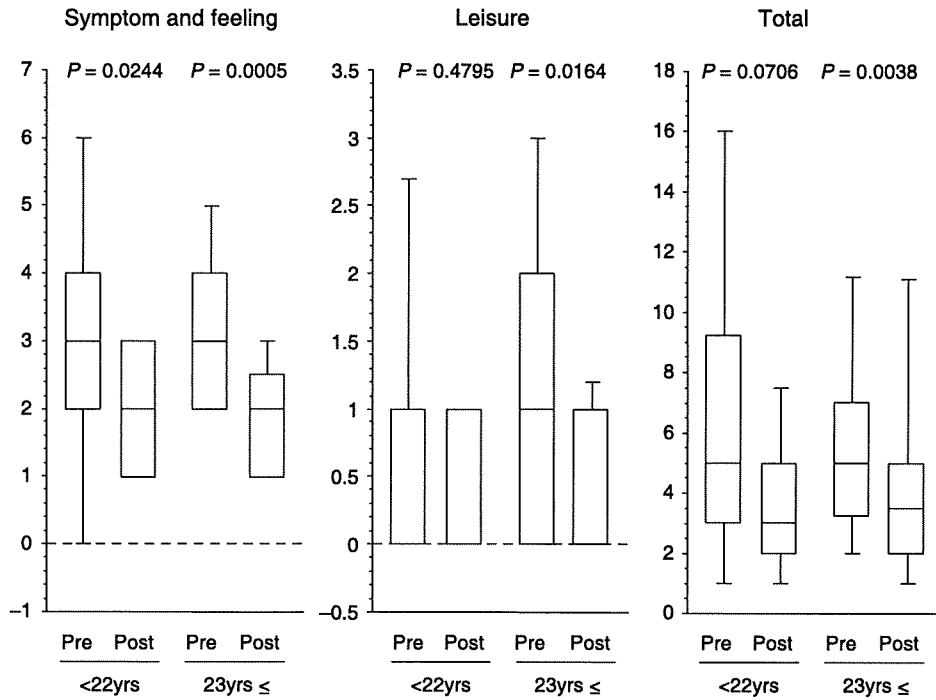 Symptom and feeling
P = 0.0244 P = 0.0005
7
6
5
4
3
2
1
0
–1
Pre Post Pre Post
<22yrs 23yrs ≤
Leisure
P = 0.4795 P = 0.0164
3.5
3
2.5
2
1.5
1
0.5
0
–0.5
Pre Post Pre Post
<22yrs 23yrs ≤
Total
P = 0.0706 P = 0.0038
18
16
14
12
10
8
6
4
2
0
Pre Post Pre Post
<22yrs 23yrs ≤